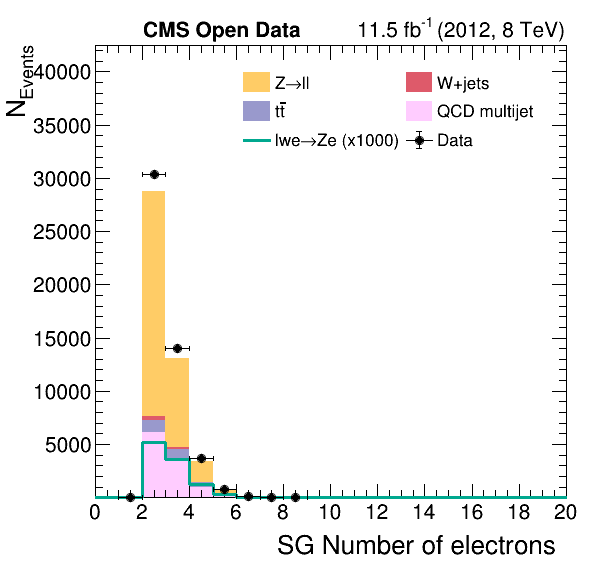 CMS Open Data 11.5 fb⁻¹ (2012, 8 TeV)
N_Events
Z→ll W+jets
tt̄ QCD multijet
lwe→Ze (x1000) Data
40000
35000
30000
25000
20000
15000
10000
5000
0 2 4 6 8 10 12 14 16 18 20
SG Number of electrons